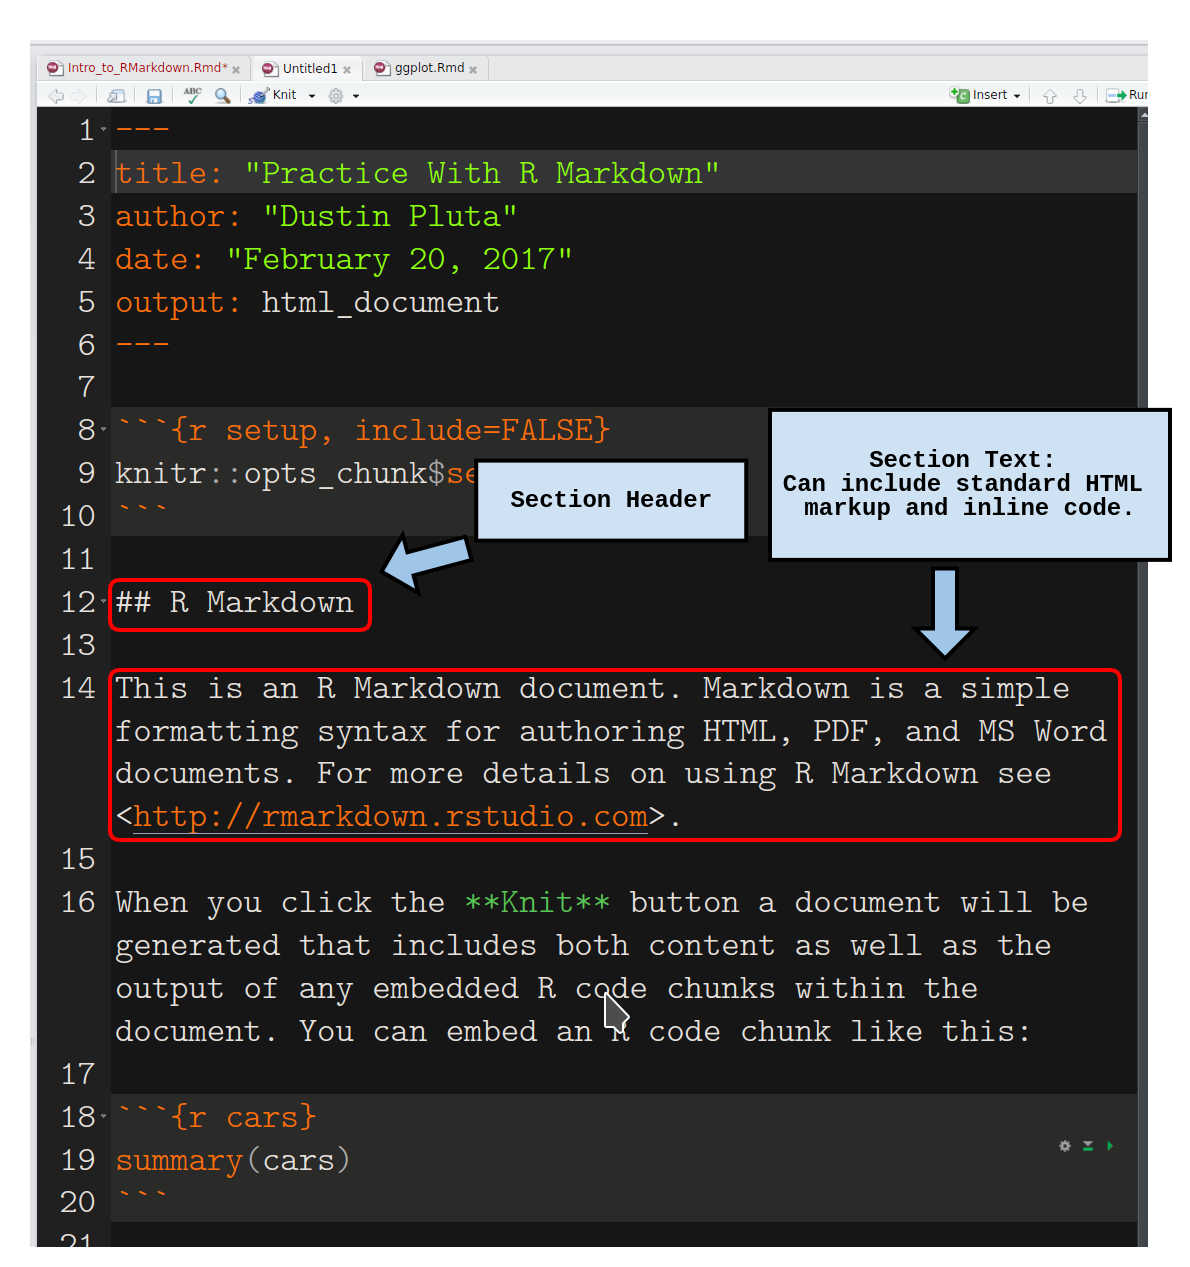 Intro_to_RMarkdown.Rmd* Untitled1 ggplot.Rmd
ABC Knit Insert Run
1 ---
2 title: "Practice With R Markdown"
3 author: "Dustin Pluta"
4 date: "February 20, 2017"
5 output: html_document
6 ---
7
8 ```{r setup, include=FALSE}
9 knitr::opts_chunk$se
10 ```
Section Header
Section Text:
Can include standard HTML
markup and inline code.
11
12 ## R Markdown
13
14 This is an R Markdown document. Markdown is a simple
formatting syntax for authoring HTML, PDF, and MS Word
documents. For more details on using R Markdown see
<http://rmarkdown.rstudio.com>.
15
16 When you click the **Knit** button a document will be
generated that includes both content as well as the
output of any embedded R code chunks within the
document. You can embed an R code chunk like this:
17
18 ```{r cars}
19 summary(cars)
20 ```
21